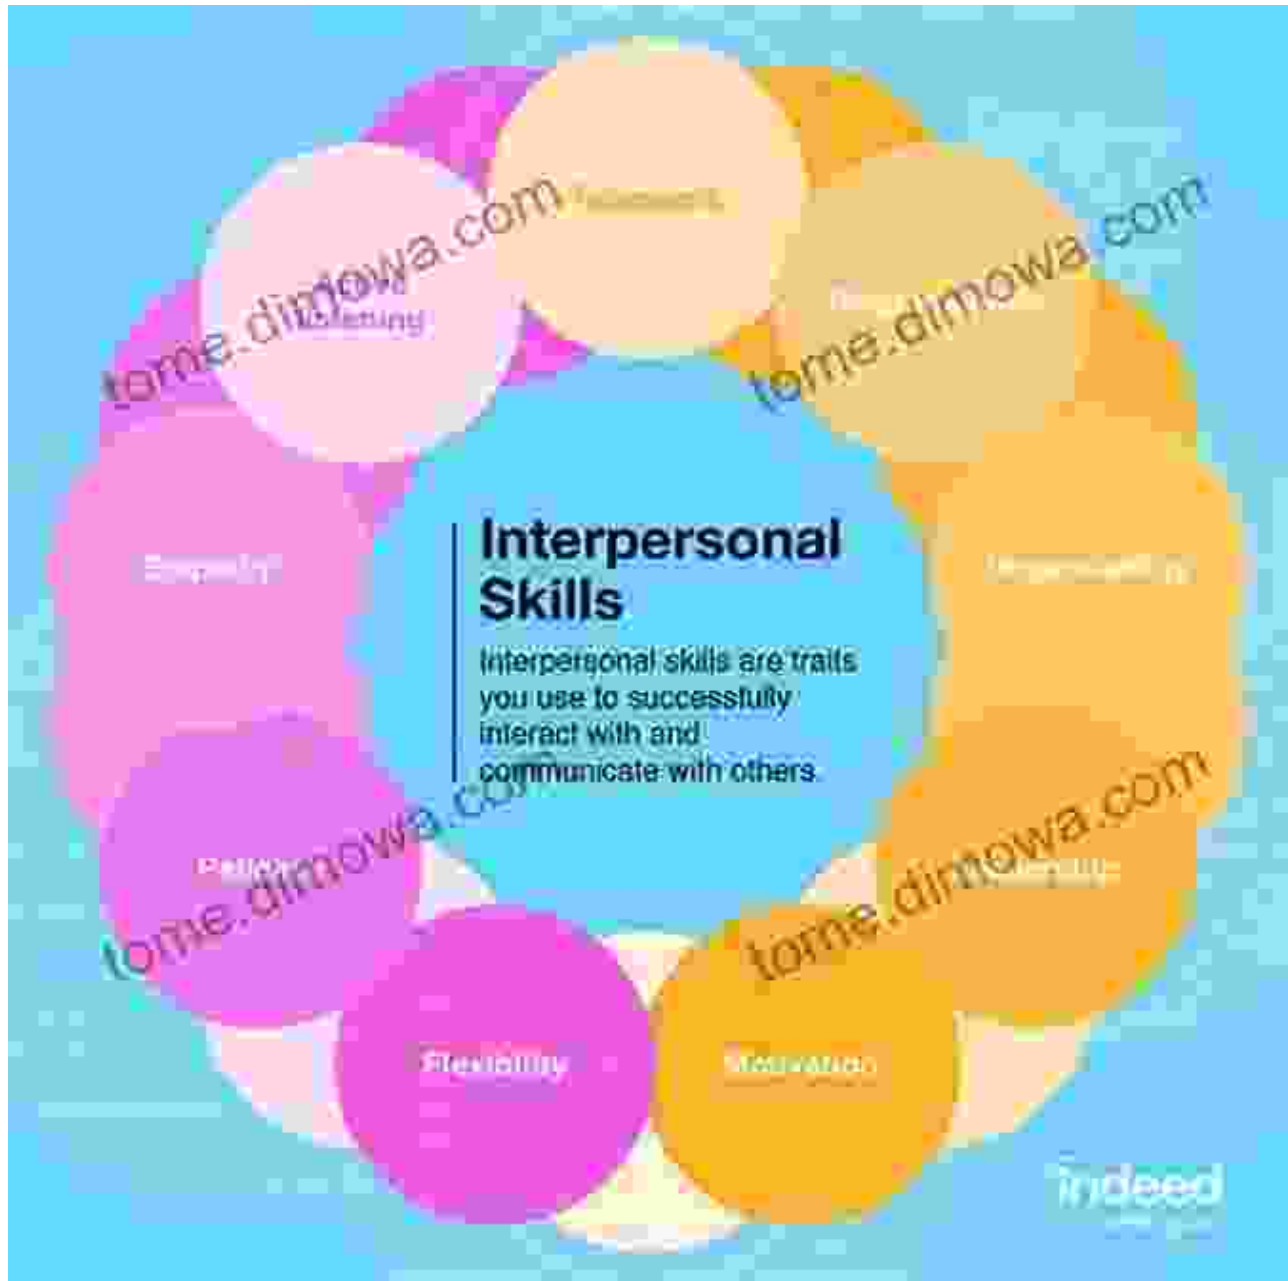 Teamwork
Active
Listening
Empathy
Interpersonal
Skills
Interpersonal skills are traits
you use to successfully
interact with and
communicate with others
Flexibility
Motivation
indeed
tome.dimowa.com
tome.dimowa.com
tome.dimowa.com
tome.dimowa.com